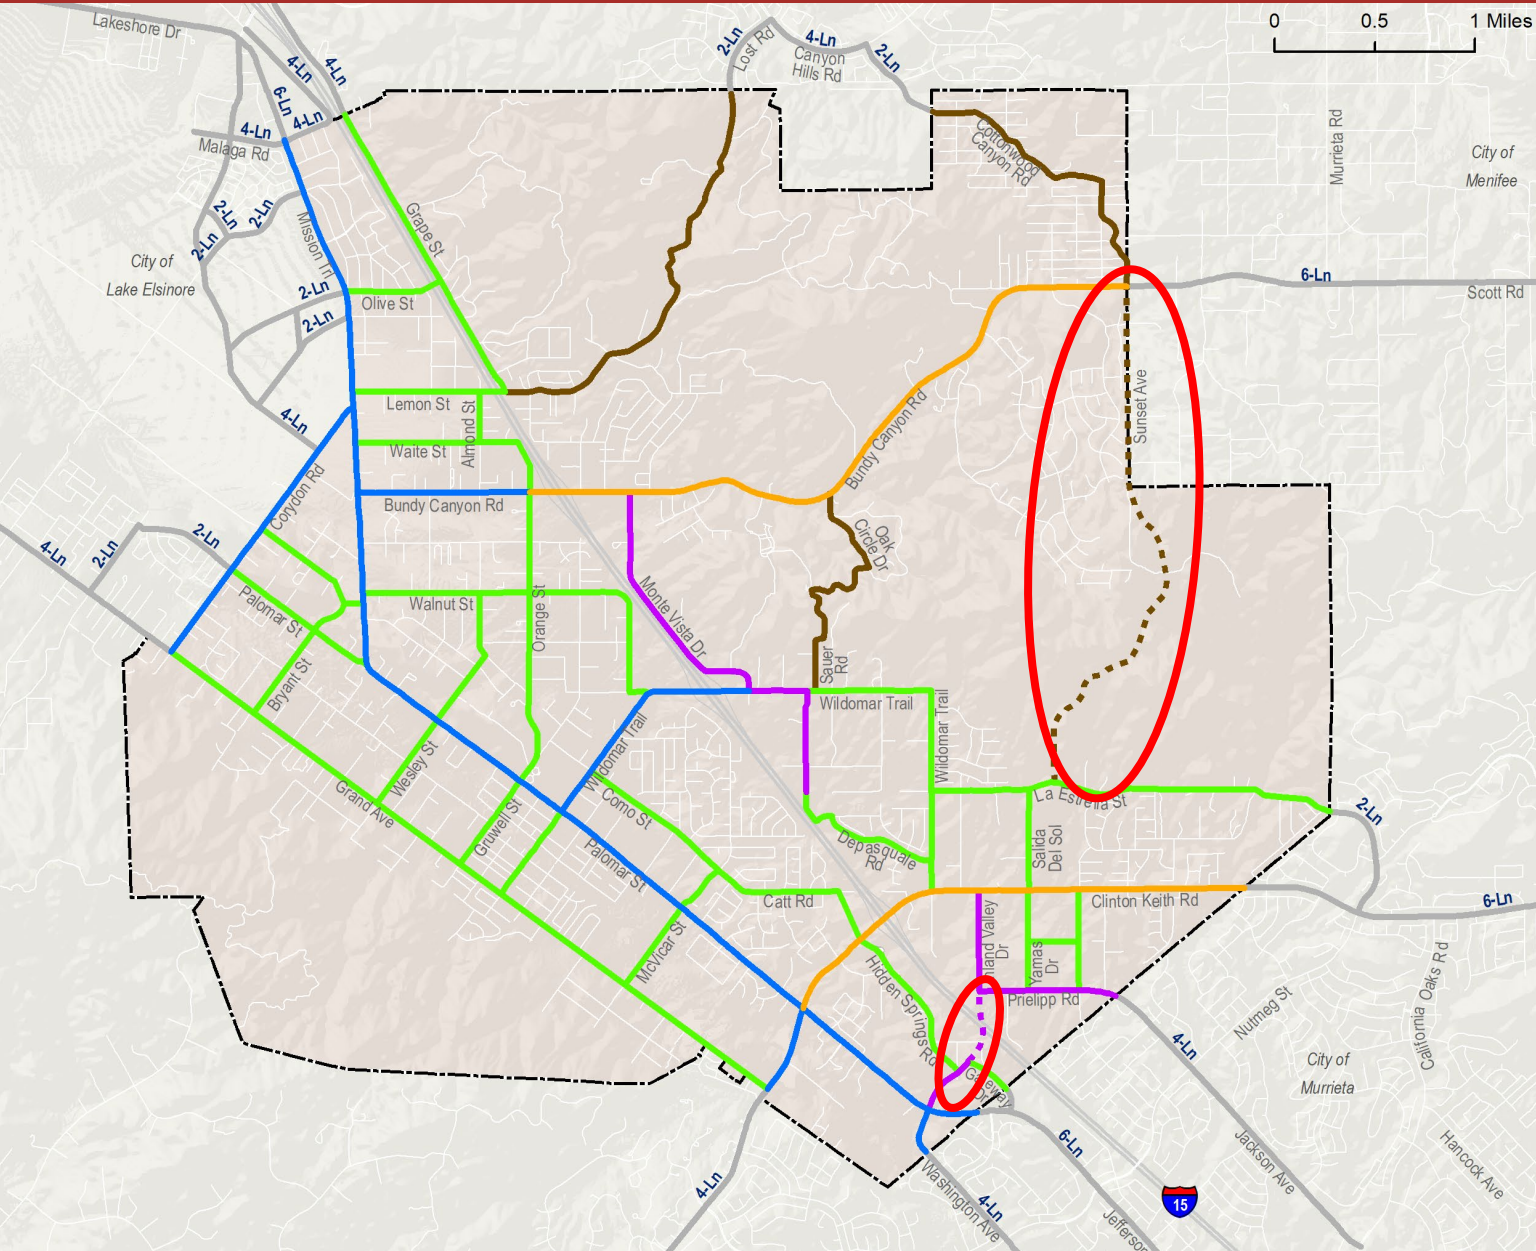 Lakeshore Dr
4-Ln
4-Ln
6-Ln
4-Ln
4-Ln
Malaga Rd
2-Ln
Lost Rd
4-Ln
Canyon
Hills Rd
2-Ln
0 0.5 1 Miles
Cottonwood
Canyon Rd
Murrieta Rd
City of
Menifee
2-Ln
2-Ln
2-Ln
Mission Trl
Grape St
City of
Lake Elsinore
2-Ln
Olive St
2-Ln
6-Ln
Scott Rd
Lemon St
Almond St
4-Ln
Waite St
Sunset Ave
Bundy Canyon Rd
Corydon Rd
Bundy Canyon Rd
Oak
Circle Dr
4-Ln
2-Ln
2-Ln
Palomar St
Walnut St
Orange St
Monte Vista Dr
Bryant St
Sauer
Rd
Wildomar Trail
Wildomar Trail
Wildomar Trail
Wesley St
Grand Ave
Gruwell St
Como St
La Estrella St
2-Ln
Palomar St
Depasquale
Rd
Salida
Del Sol
Catt Rd
Clinton Keith Rd
6-Ln
McVicar St
Inland Valley
Dr
Yamas
Dr
Hidden Springs Rd
Prielipp Rd
Nutmeg St
California Oaks Rd
4-Ln
City of
Murrieta
Gateway
Dr
6-Ln
Jackson Ave
Hancock Ave
4-Ln
Washington Ave
4-Ln
15
Jefferson